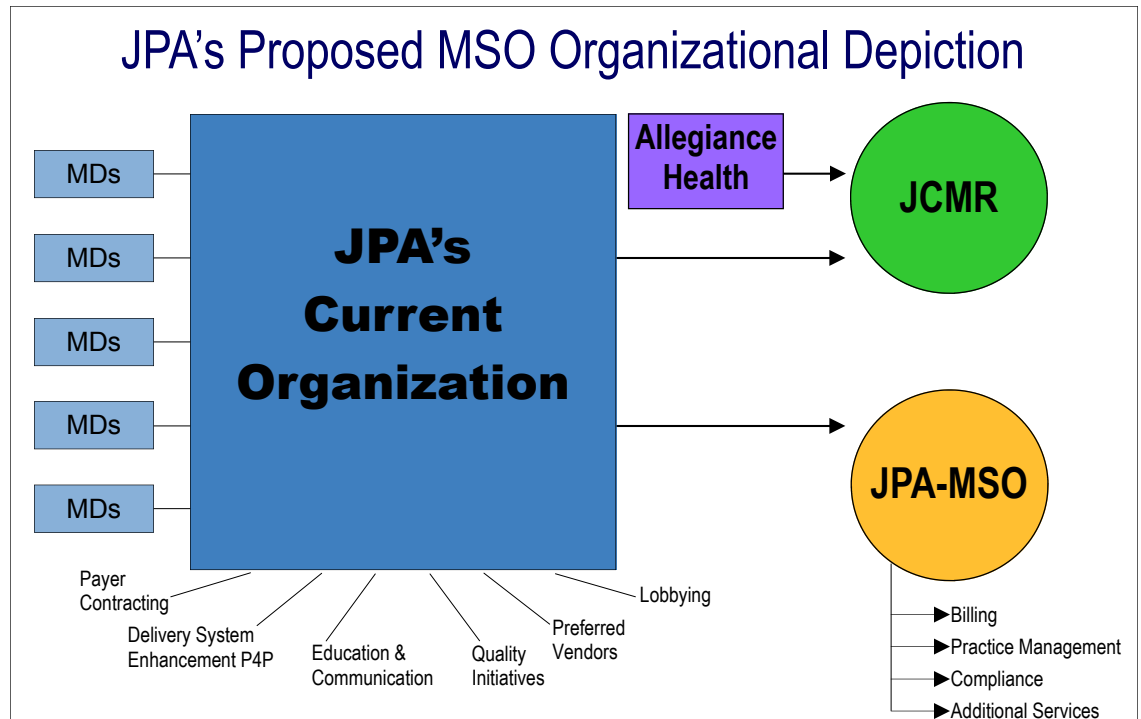 JPA's Proposed MSO Organizational Depiction
MDs
MDs
MDs
MDs
MDs
JPA's
Current
Organization
Allegiance
Health
JCMR
JPA-MSO
Payer
Contracting
Delivery System
Enhancement P4P
Education &
Communication
Quality
Initiatives
Preferred
Vendors
Lobbying
Billing
Practice Management
Compliance
Additional Services